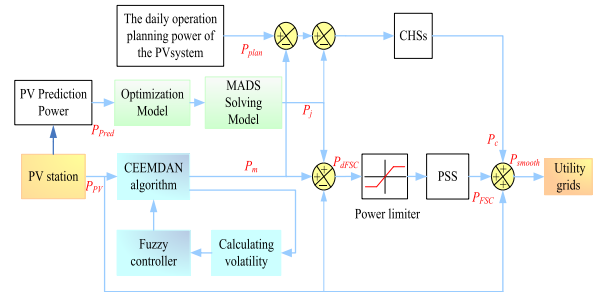 The daily operation
planning power of
the PVsystem
P_plan
CHSs
PV Prediction
Power
P_Pred
Optimization
Model
MADS
Solving
Model
P_j
P_c
PV station
P_PV
CEEMDAN
algorithm
P_m
P_dFSC
Power limiter
PSS
P_FSC
P_smooth
Utility
grids
Fuzzy
controller
Calculating
volatility